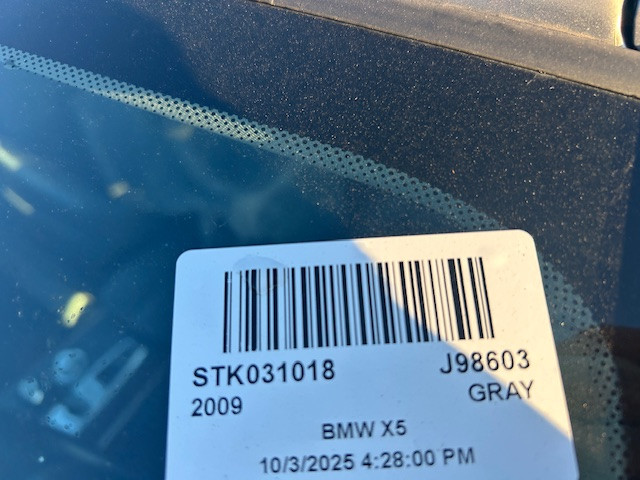 STK031018 J98603
2009 GRAY
BMW X5
10/3/2025 4:28:00 PM